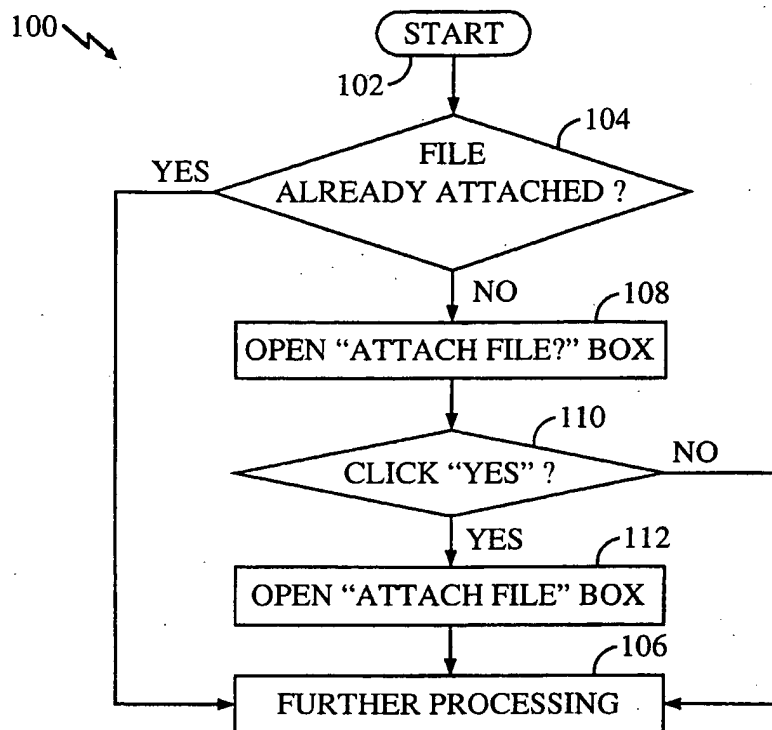 100
START
102
104
YES
FILE
ALREADY ATTACHED ?
NO
108
OPEN “ATTACH FILE?” BOX
110
CLICK “YES” ?
NO
YES
112
OPEN “ATTACH FILE” BOX
106
FURTHER PROCESSING